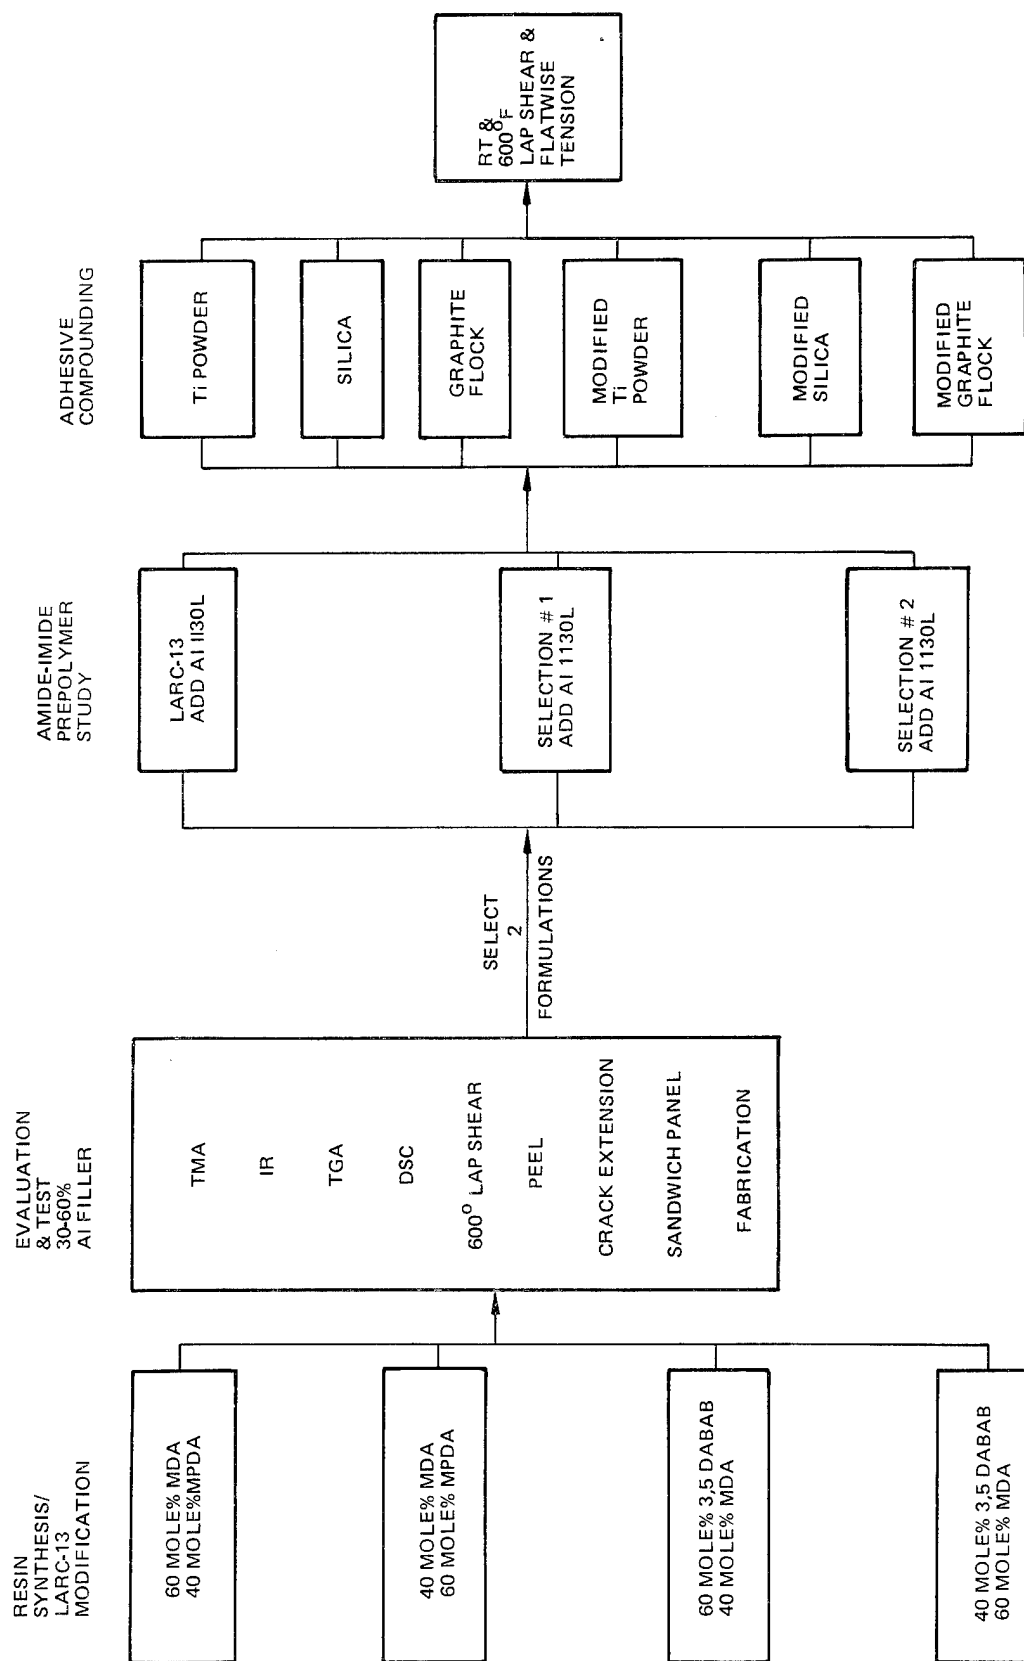 RESIN
SYNTHESIS/
LARC-13
MODIFICATION
60 MOLE% MDA
40 MOLE%MPDA
40 MOLE% MDA
60 MOLE% MPDA
60 MOLE% 3,5 DABAB
40 MOLE% MDA
40 MOLE% 3,5 DABAB
60 MOLE% MDA
EVALUATION
& TEST
30-60%
Al FILLER
TMA
IR
TGA
DSC
600° LAP SHEAR
PEEL
CRACK EXTENSION
SANDWICH PANEL
FABRICATION
SELECT
2
FORMULATIONS
AMIDE-IMIDE
PREPOLYMER
STUDY
LARC-13
ADD AI 1130L
SELECTION # 1
ADD AI 1130L
SELECTION # 2
ADD AI 1130L
ADHESIVE
COMPOUNDING
Ti POWDER
SILICA
GRAPHITE
FLOCK
MODIFIED
Ti
POWDER
MODIFIED
SILICA
MODIFIED
GRAPHITE
FLOCK
RT &
600°F
LAP SHEAR &
FLATWISE
TENSION